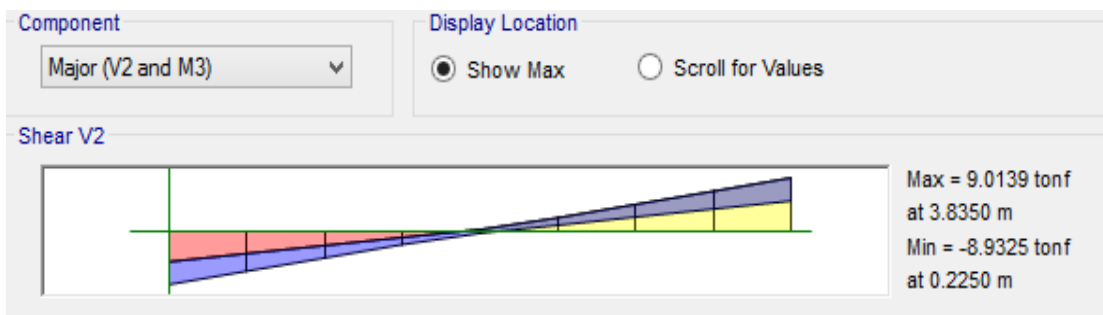 Component
Display Location
Major (V2 and M3)
Show Max
Scroll for Values
Shear V2
Max = 9.0139 tonf
at 3.8350 m
Min = -8.9325 tonf
at 0.2250 m